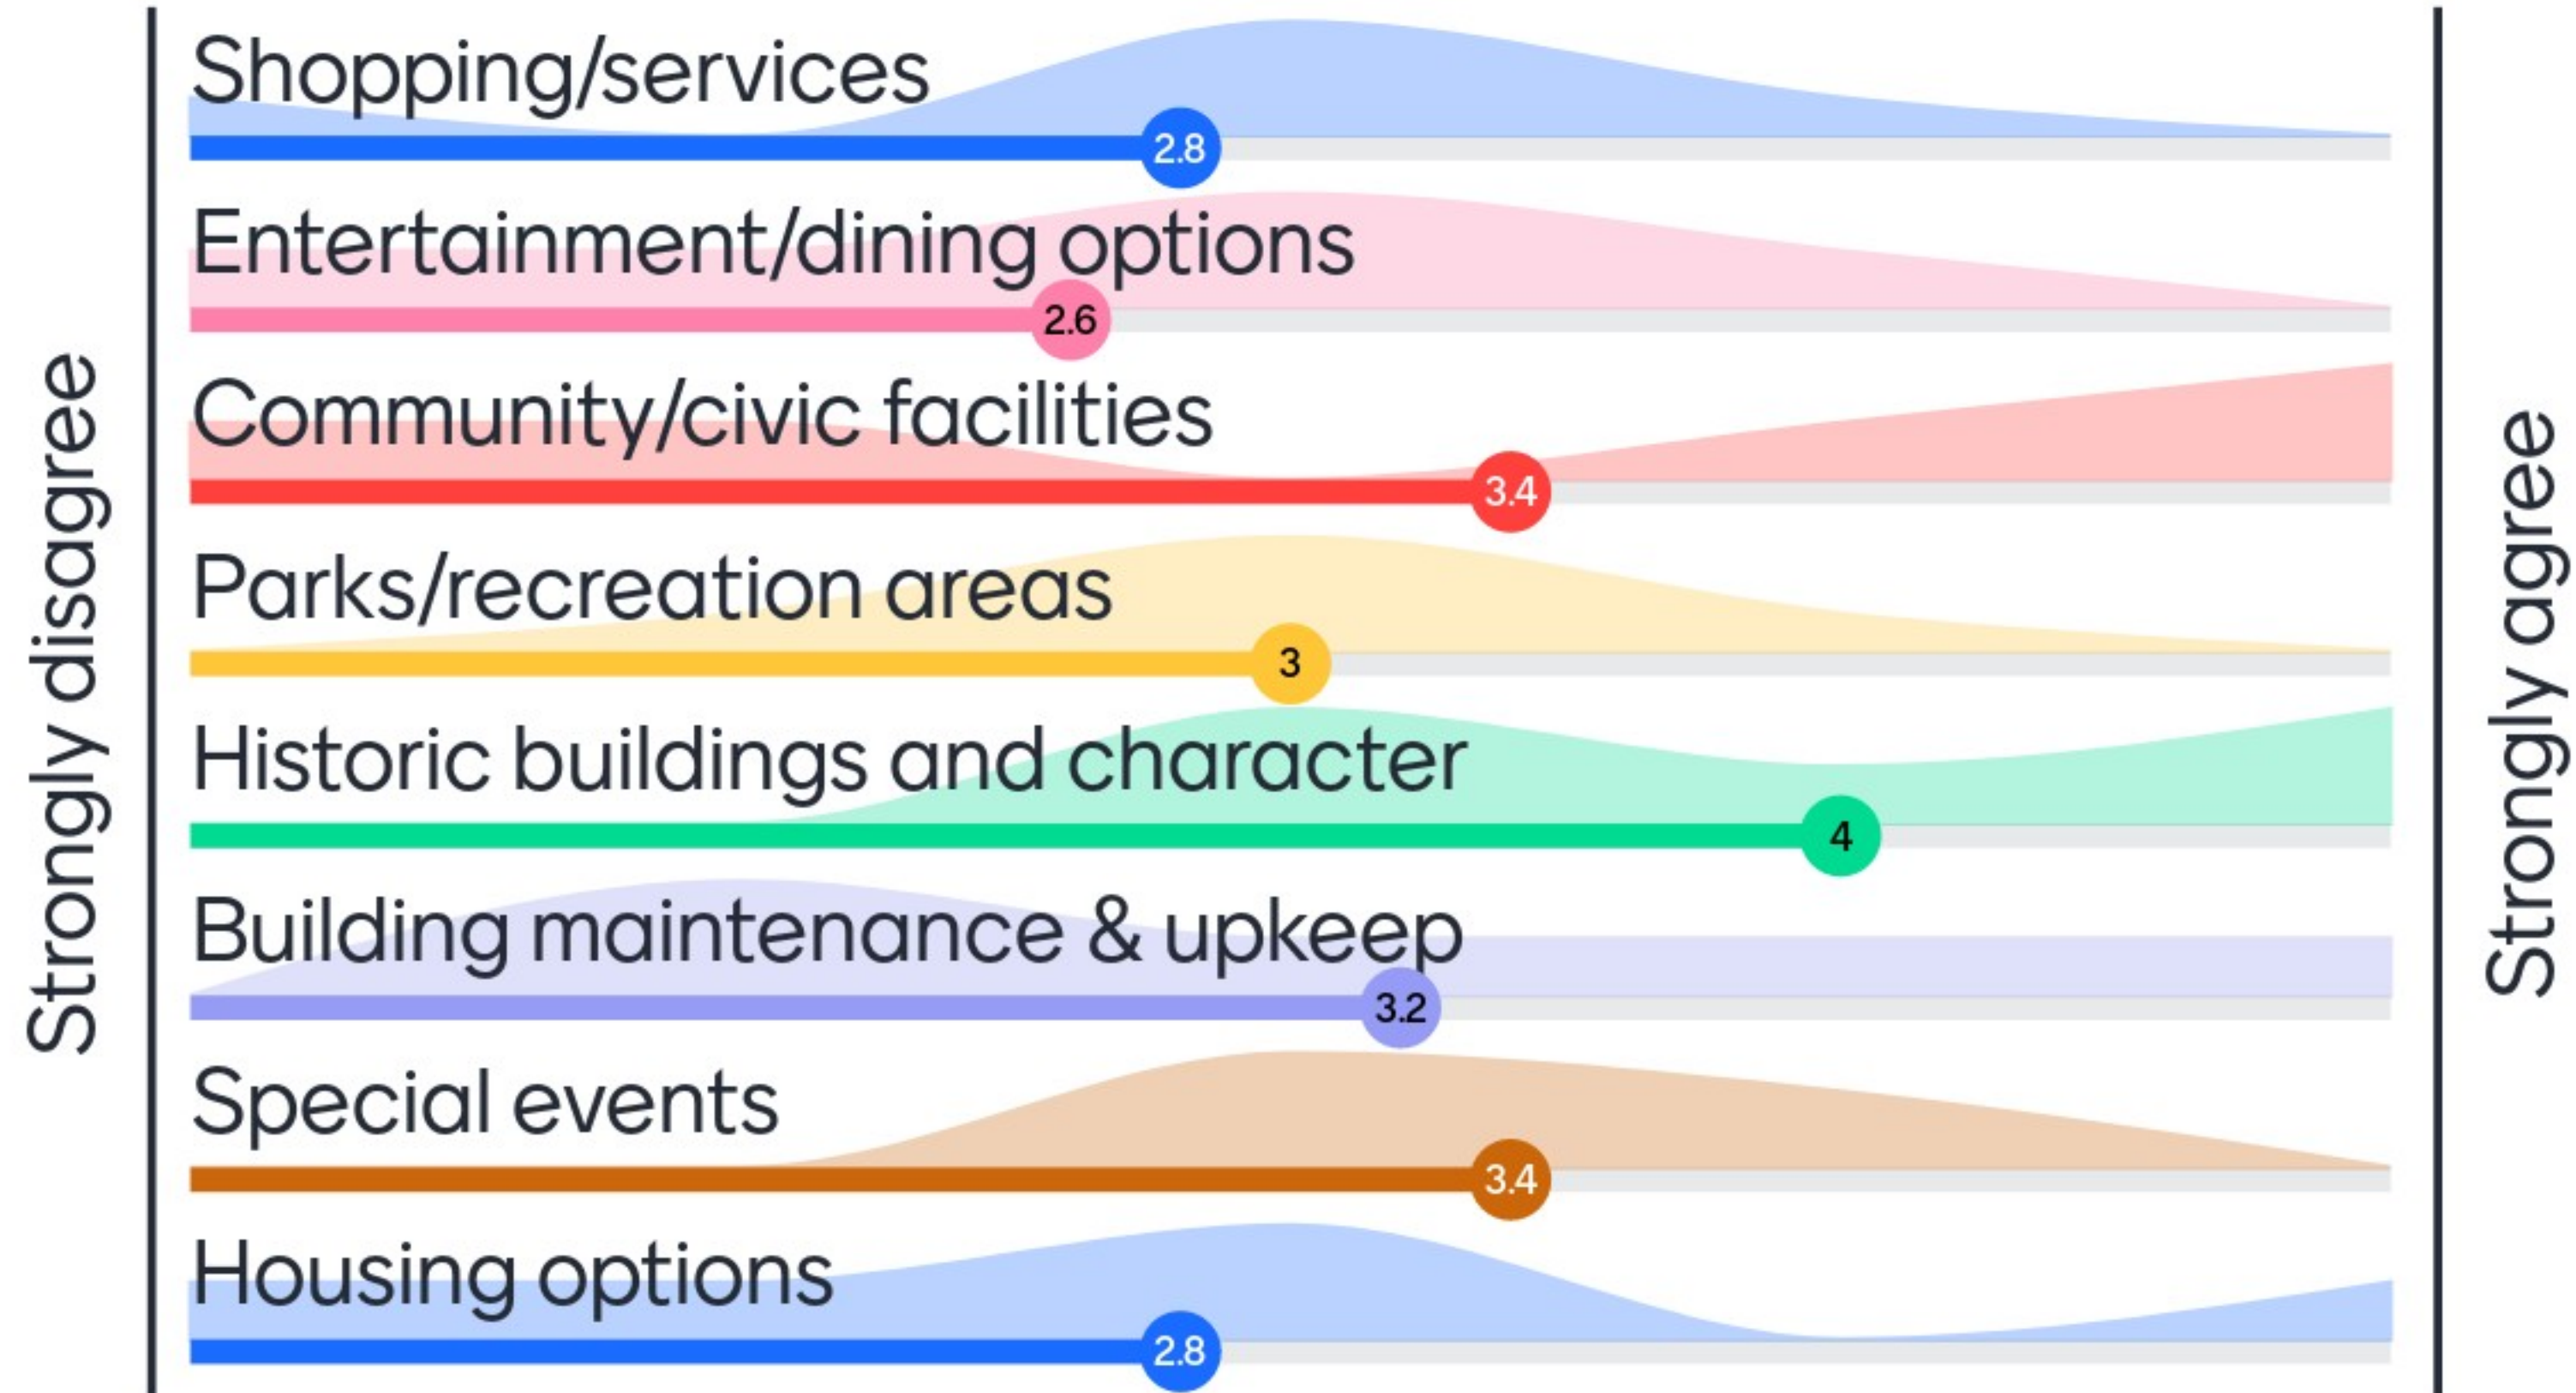 Strongly disagree
Shopping/services
2.8
Entertainment/dining options
2.6
Community/civic facilities
3.4
Parks/recreation areas
3
Historic buildings and character
4
Building maintenance & upkeep
3.2
Special events
3.4
Housing options
2.8
Strongly agree